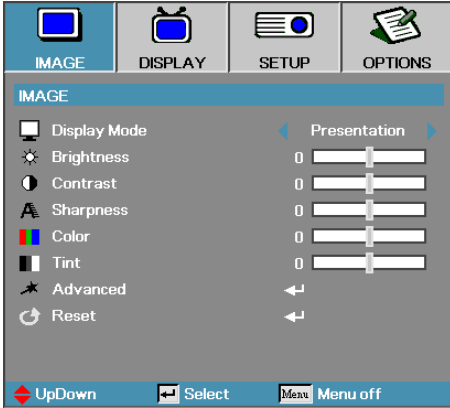 IMAGE DISPLAY SETUP OPTIONS
IMAGE
Display Mode Presentation
Brightness 0
Contrast 0
Sharpness 0
Color 0
Tint 0
Advanced
Reset
UpDown Select Menu Menu off